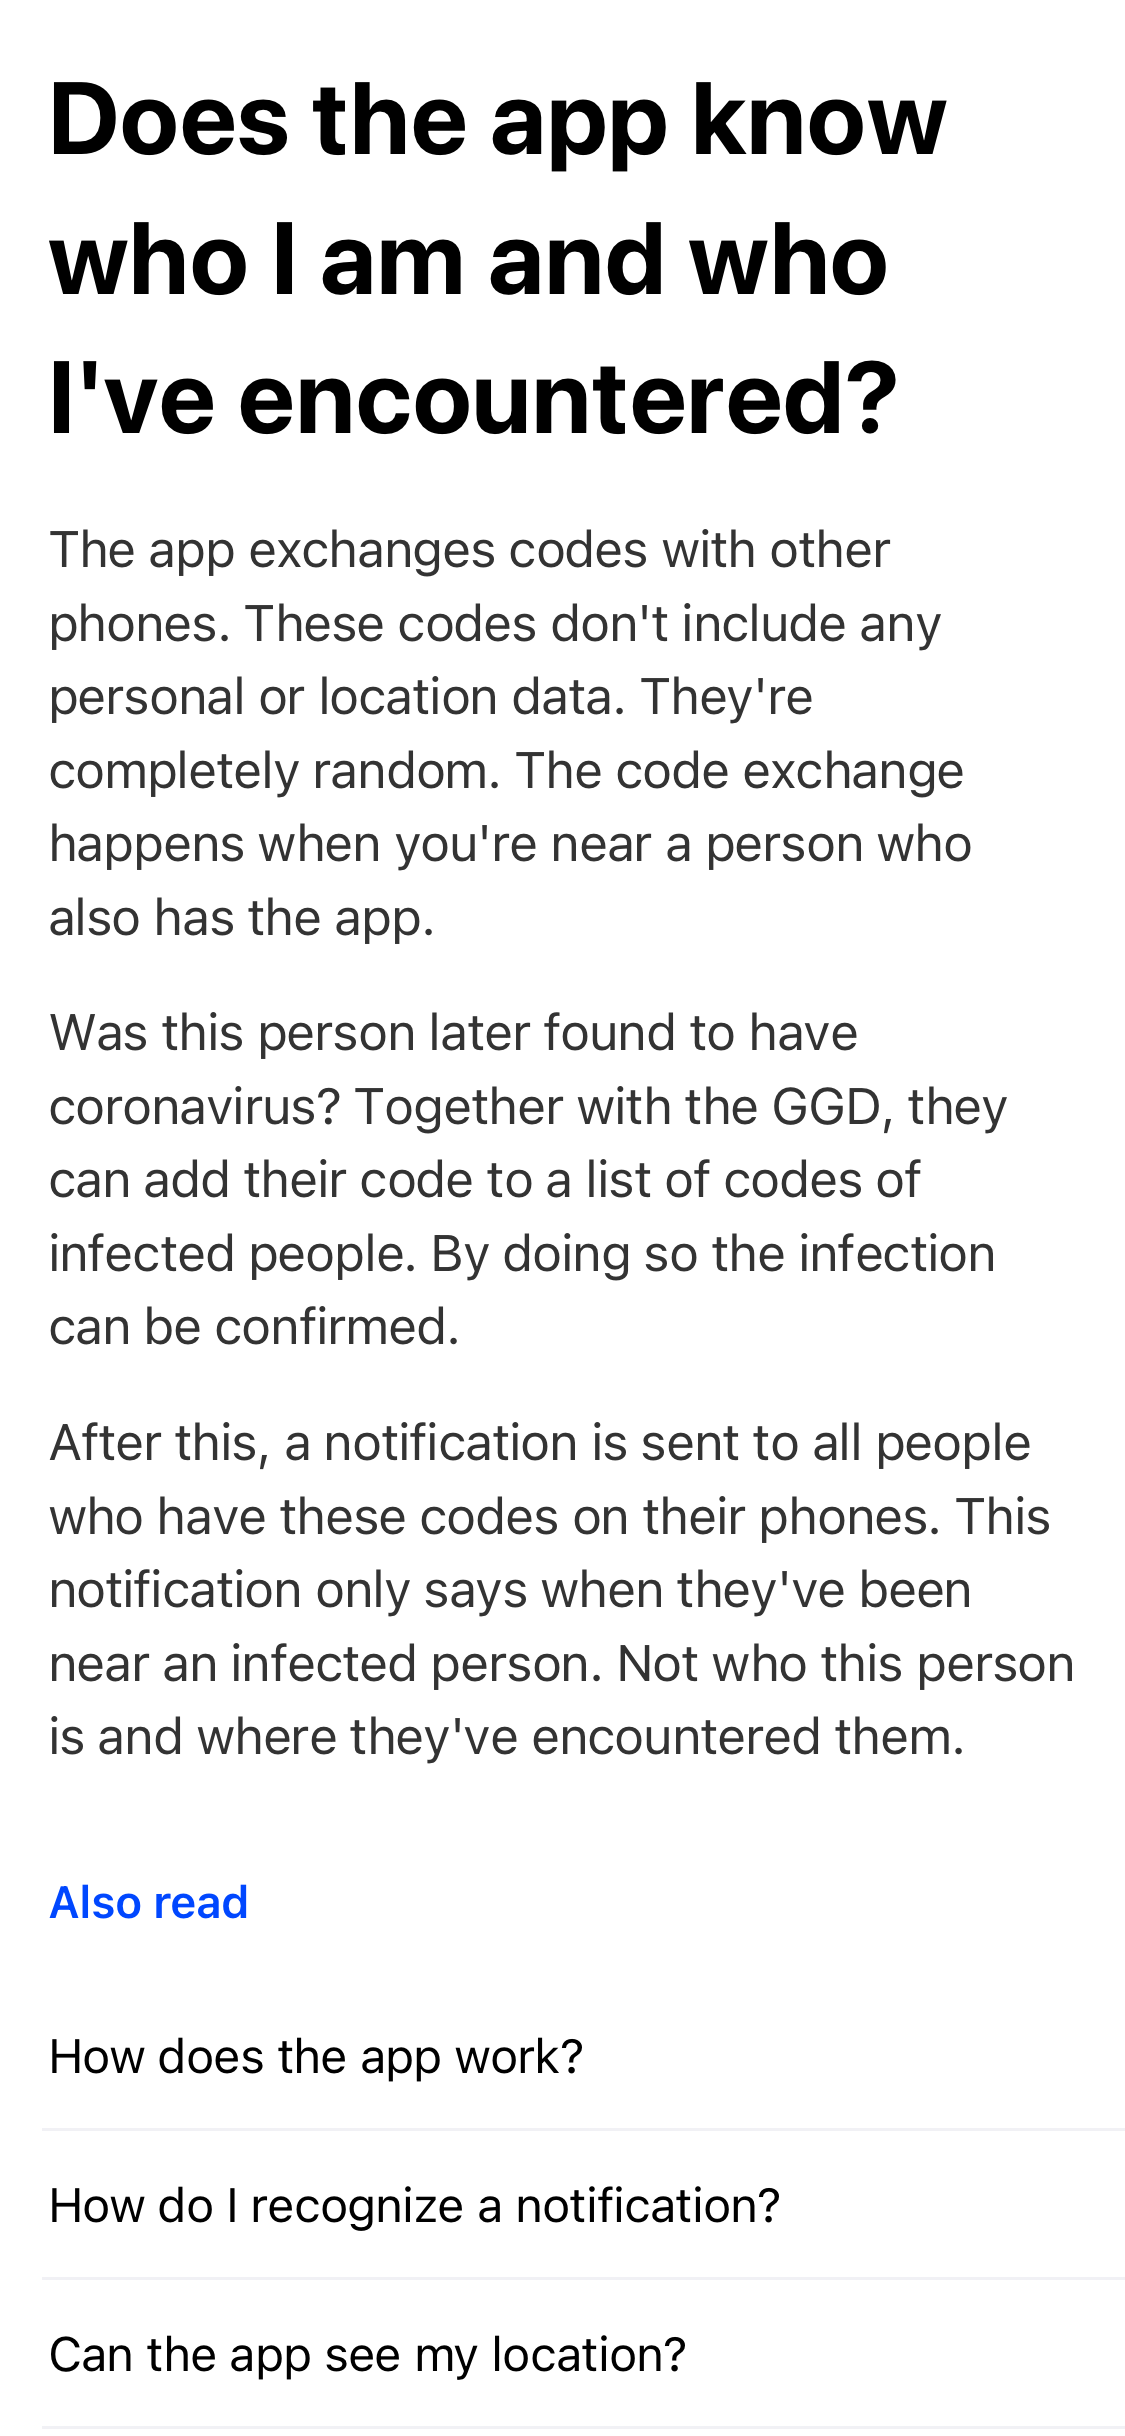 Does the app know
who I am and who
I've encountered?
The app exchanges codes with other
phones. These codes don't include any
personal or location data. They're
completely random. The code exchange
happens when you're near a person who
also has the app.
Was this person later found to have
coronavirus? Together with the GGD, they
can add their code to a list of codes of
infected people. By doing so the infection
can be confirmed.
After this, a notification is sent to all people
who have these codes on their phones. This
notification only says when they've been
near an infected person. Not who this person
is and where they've encountered them.
Also read
How does the app work?
How do I recognize a notification?
Can the app see my location?